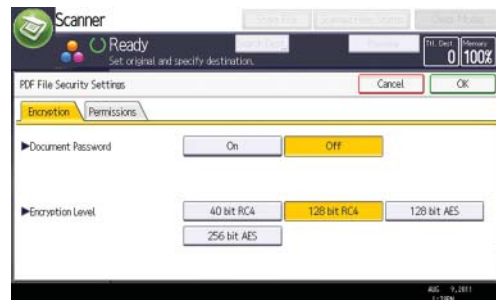 Scanner
Ready
Set original and specify destination.
Ttl. Dest. Memory
0 100%
PDF File Security Settings
Cancel
OK
Encryption
Permissions
▶Document Password
On
Off
▶Encryption Level
40 bit RC4
128 bit RC4
128 bit AES
256 bit AES
AUG 9,2011